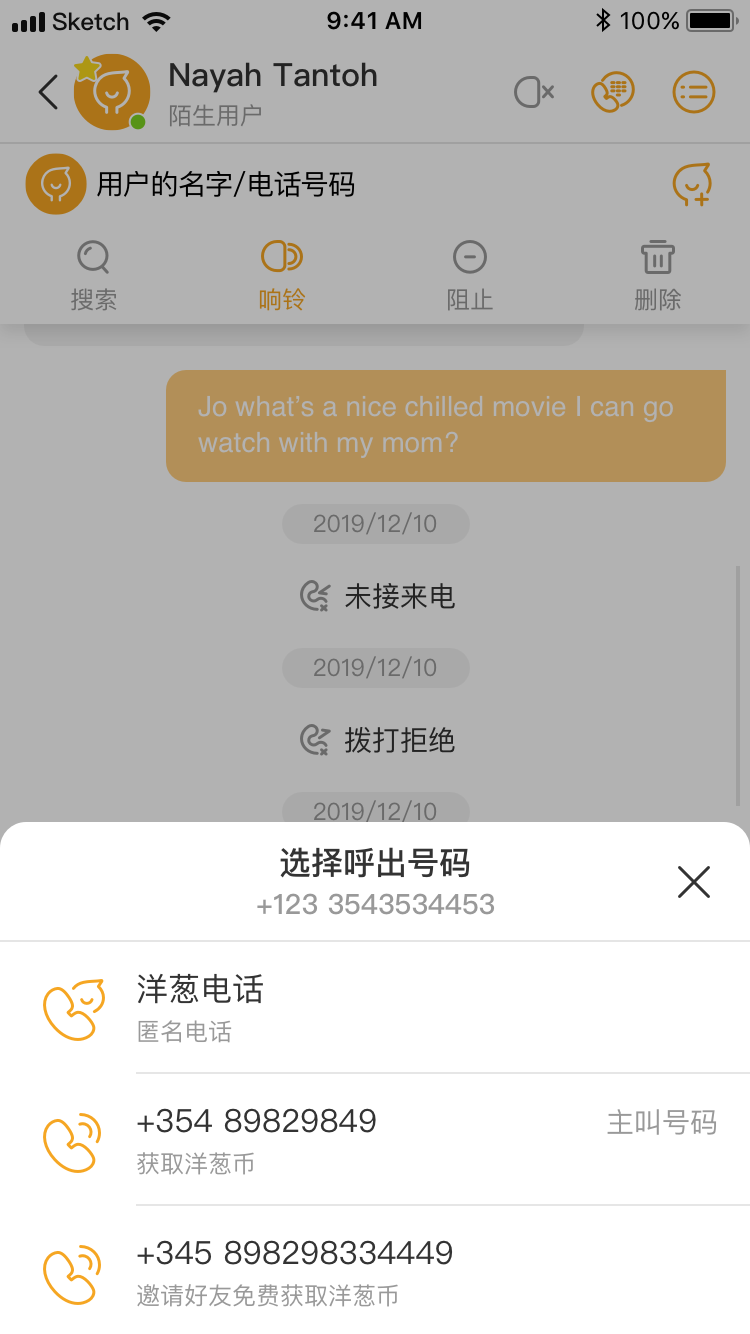 Sketch 9:41 AM 100%
Nayah Tantoh
陌生用户
用户的名字/电话号码
搜索 响铃 阻止 删除
Jo what’s a nice chilled movie I can go
watch with my mom?
2019/12/10
未接来电
2019/12/10
拨打拒绝
2019/12/10
选择呼出号码
+123 3543534453
洋葱电话
匿名电话
+354 89829849 主叫号码
获取洋葱币
+345 898298334449
邀请好友免费获取洋葱币